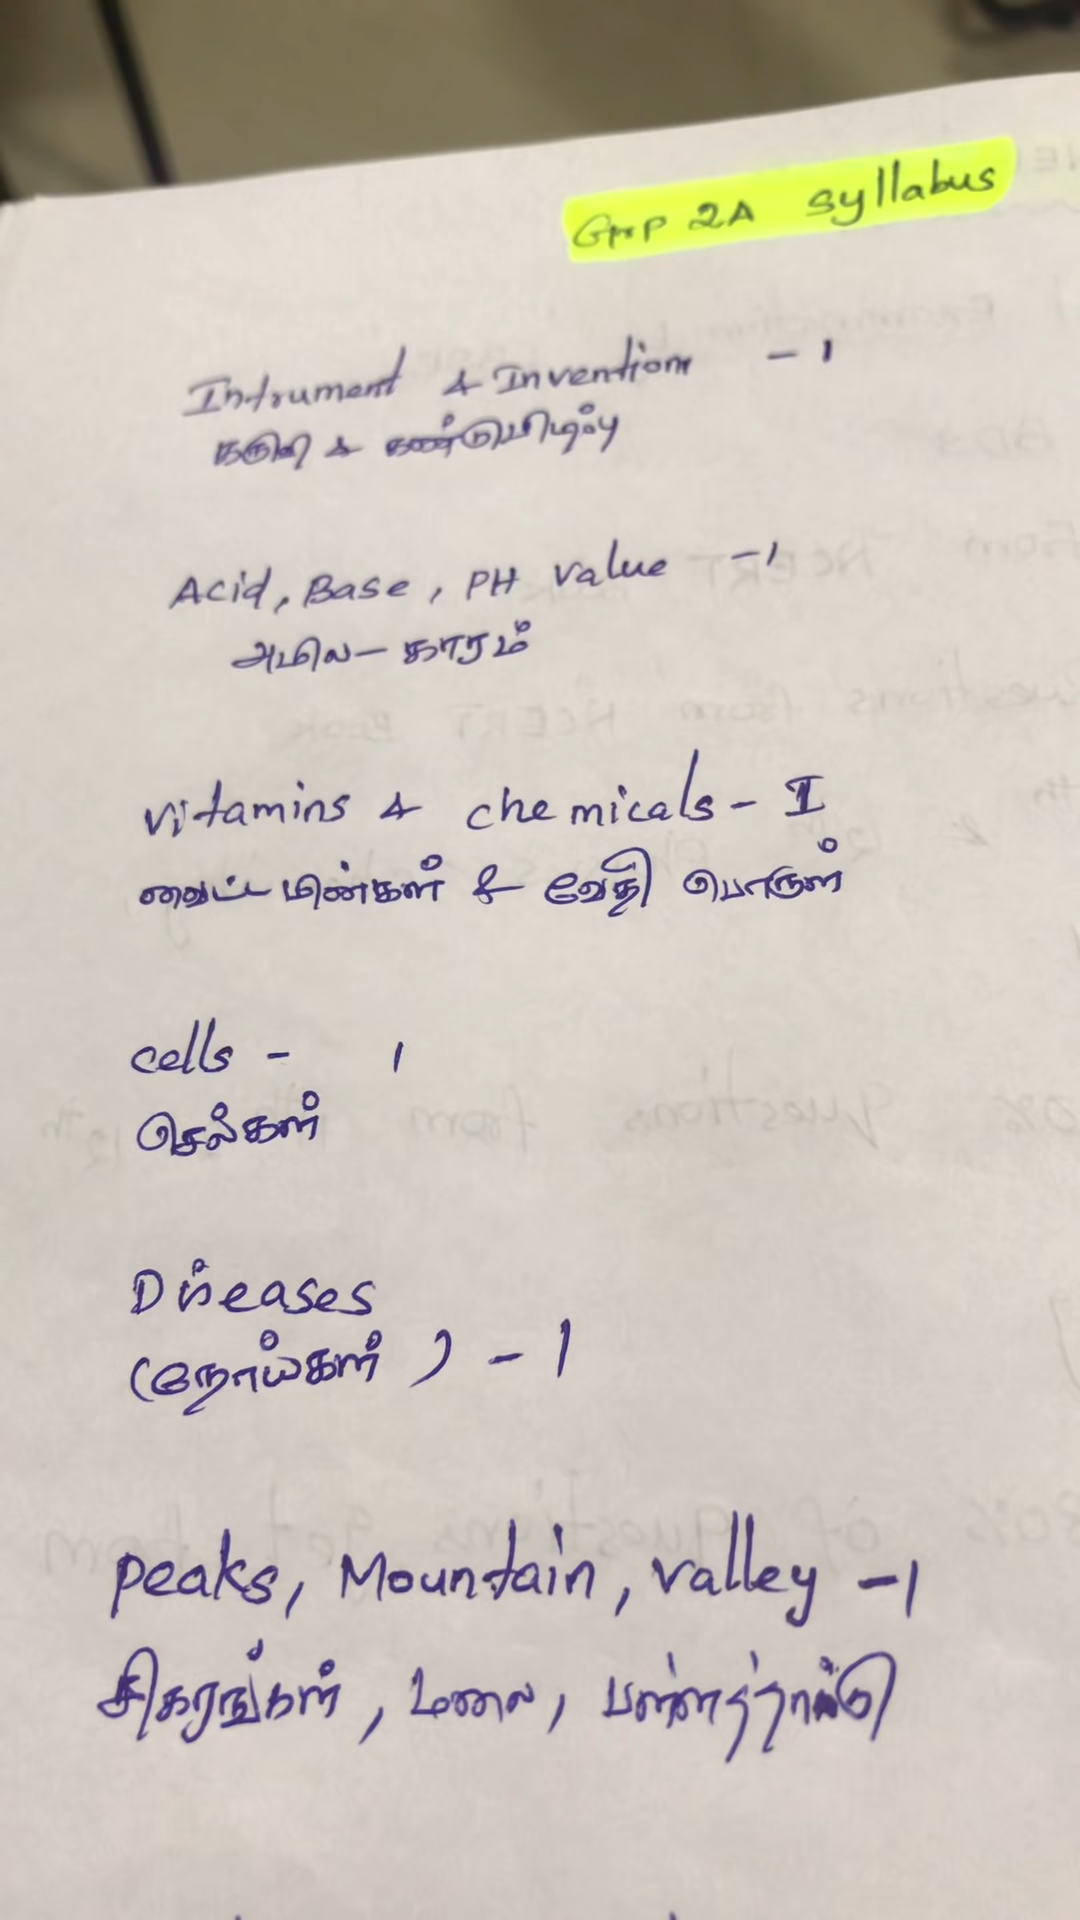 Grp 2A syllabus
Intrument & Invention - 1
கருவி & கண்டுபிடிப்பு
Acid, Base, PH value - 1
அமில - காரம்
vitamins & chemicals - I
வைட்டமின்கள் & வேதி பொருள்
cells - 1
செல்கள்
Diseases
(நோய்கள்) - 1
peaks, Mountain, valley - 1
சிகரங்கள், மலை, பள்ளத்தாக்கு